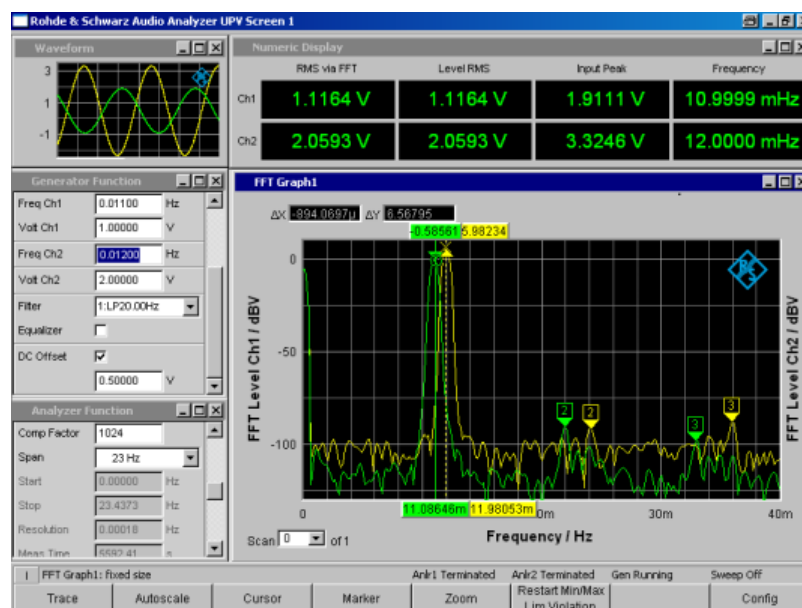 Rohde & Schwarz Audio Analyzer UPV Screen 1
Waveform
3
1
-1
Numeric Display
RMS via FFT Level RMS Input Peak Frequency
Ch1 1.1164 V 1.1164 V 1.9111 V 10.9999 mHz
Ch2 2.0593 V 2.0593 V 3.3246 V 12.0000 mHz
Generator Function
Freq Ch1 0.01100 Hz
Volt Ch1 1.00000 V
Freq Ch2 0.01200 Hz
Volt Ch2 2.00000 V
Filter 1:LP20.00Hz
Equalizer
DC Offset
0.50000 V
Analyzer Function
Comp Factor 1024
Span 23 Hz
Start 0.00000 Hz
Stop 23.4373 Hz
Resolution 0.00018 Hz
Meas Time 5592.41 s
FFT Graph1
ΔX -894.0697µ ΔY 6.56795
-0.58561 5.98234
FFT Level Ch1 / dBV
0
-50
-100
2 2 3 3
FFT Level Ch2 / dBV
0 11.08646m 11.98053m 0m 30m 40m
Frequency / Hz
Scan 0 of 1
FFT Graph1: fixed size Anlr1 Terminated Anlr2 Terminated Gen Running Sweep Off
Trace Autoscale Cursor Marker Zoom Restart Min/Max Config
Lim Violation